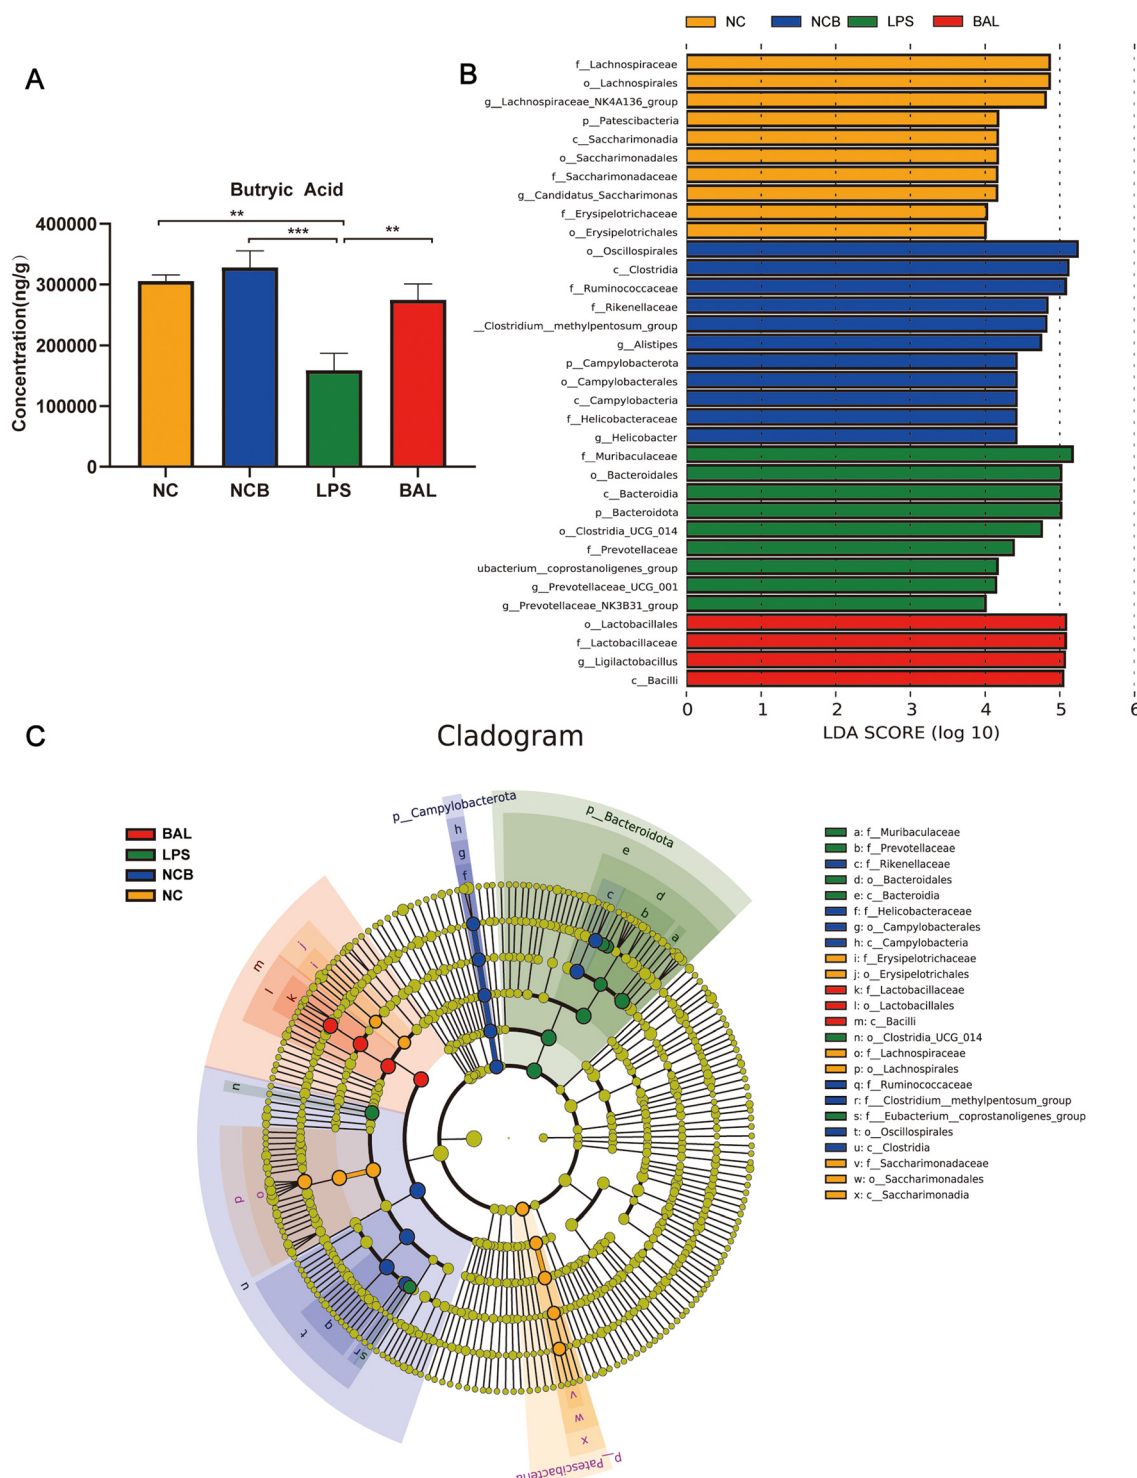 NC NCB LPS BAL
A
B
Butryic Acid
**
*** **
400000
300000
200000
100000
0
Concentration(ng/g)
NC NCB LPS BAL
f__Lachnospiraceae
o__Lachnospirales
g__Lachnospiraceae_NK4A136_group
p__Patescibacteria
c__Saccharimonadia
o__Saccharimonadales
f__Saccharimonadaceae
g__Candidatus_Saccharimonas
f__Erysipelotrichaceae
o__Erysipelotrichales
o__Oscillospirales
c__Clostridia
f__Ruminococcaceae
f__Rikenellaceae
__Clostridium__methylpentosum_group
g__Alistipes
p__Campylobacterota
o__Campylobacterales
c__Campylobacteria
f__Helicobacteraceae
g__Helicobacter
f__Muribaculaceae
o__Bacteroidales
c__Bacteroidia
p__Bacteroidota
o__Clostridia_UCG_014
f__Prevotellaceae
ubacterium__coprostanoligenes_group
g__Prevotellaceae_UCG_001
g__Prevotellaceae_NK3B31_group
o__Lactobacillales
f__Lactobacillaceae
g__Ligilactobacillus
c__Bacilli
0 1 2 3 4 5 6
LDA SCORE (log 10)
C
Cladogram
BAL
LPS
NCB
NC
p__Campylobacterota
h
g
f
p__Bacteroidota
e
d
c
b
a
m
l
k
j
i
n
p
o
u
t
q
s
r
v
w
x
p__Patescibacteria
a: f__Muribaculaceae
b: f__Prevotellaceae
c: f__Rikenellaceae
d: o__Bacteroidales
e: c__Bacteroidia
f: f__Helicobacteraceae
g: o__Campylobacterales
h: c__Campylobacteria
i: f__Erysipelotrichaceae
j: o__Erysipelotrichales
k: f__Lactobacillaceae
l: o__Lactobacillales
m: c__Bacilli
n: o__Clostridia_UCG_014
o: f__Lachnospiraceae
p: o__Lachnospirales
q: f__Ruminococcaceae
r: f___Clostridium__methylpentosum_group
s: f___Eubacterium__coprostanoligenes_group
t: o__Oscillospirales
u: c__Clostridia
v: f__Saccharimonadaceae
w: o__Saccharimonadales
x: c__Saccharimonadia